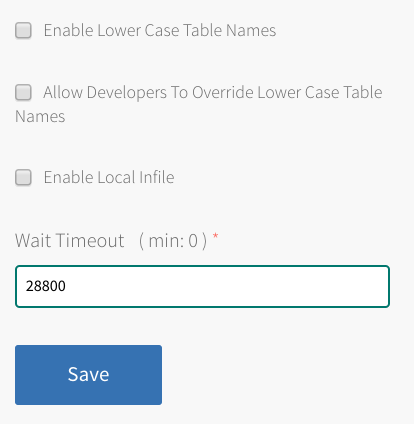 Enable Lower Case Table Names
Allow Developers To Override Lower Case Table
Names
Enable Local Infile
Wait Timeout ( min: 0 ) *
28800
Save